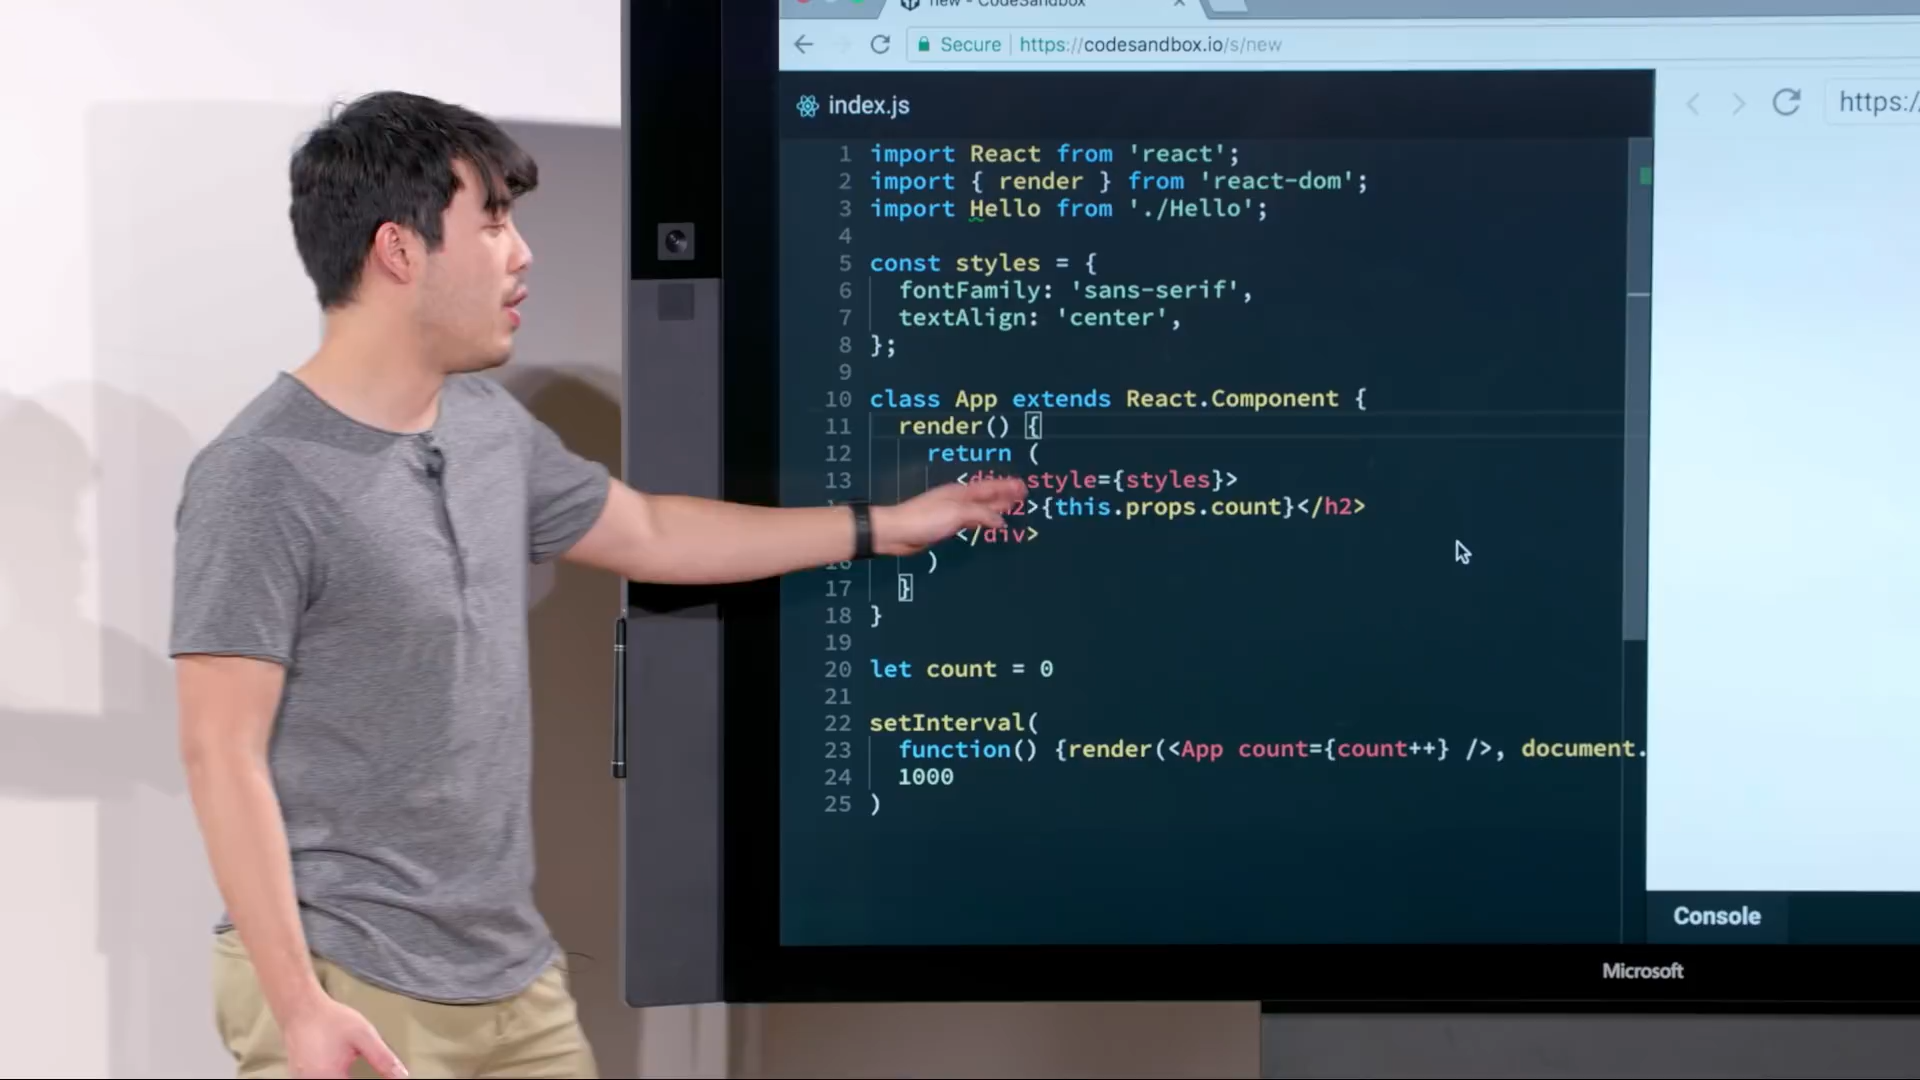 new - CodeSandbox
Secure https://codesandbox.io/s/new
index.js
https:/
1 import React from 'react';
2 import { render } from 'react-dom';
3 import Hello from './Hello';
4
5 const styles = {
6 fontFamily: 'sans-serif',
7 textAlign: 'center',
8 };
9
10 class App extends React.Component {
11 render() {
12 return (
13 <div style={styles}>
h2>{this.props.count}</h2>
</div>
16 )
17 }
18 }
19
20 let count = 0
21
22 setInterval(
23 function() {render(<App count={count++} />, document.
24 1000
25 )
Console
Microsoft